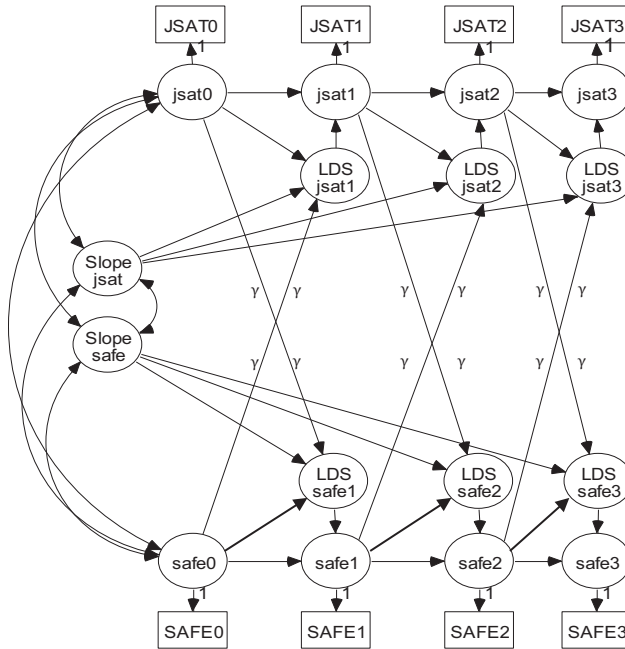 JSAT0 JSAT1 JSAT2 JSAT3
1 1 1 1
jsat0 jsat1 jsat2 jsat3
LDS LDS LDS
jsat1 jsat2 jsat3
Slope
jsat
γ γ γ γ γ γ
Slope
safe
γ γ γ γ γ γ
LDS LDS LDS
safe1 safe2 safe3
safe0 safe1 safe2 safe3
1 1 1 1
SAFE0 SAFE1 SAFE2 SAFE3